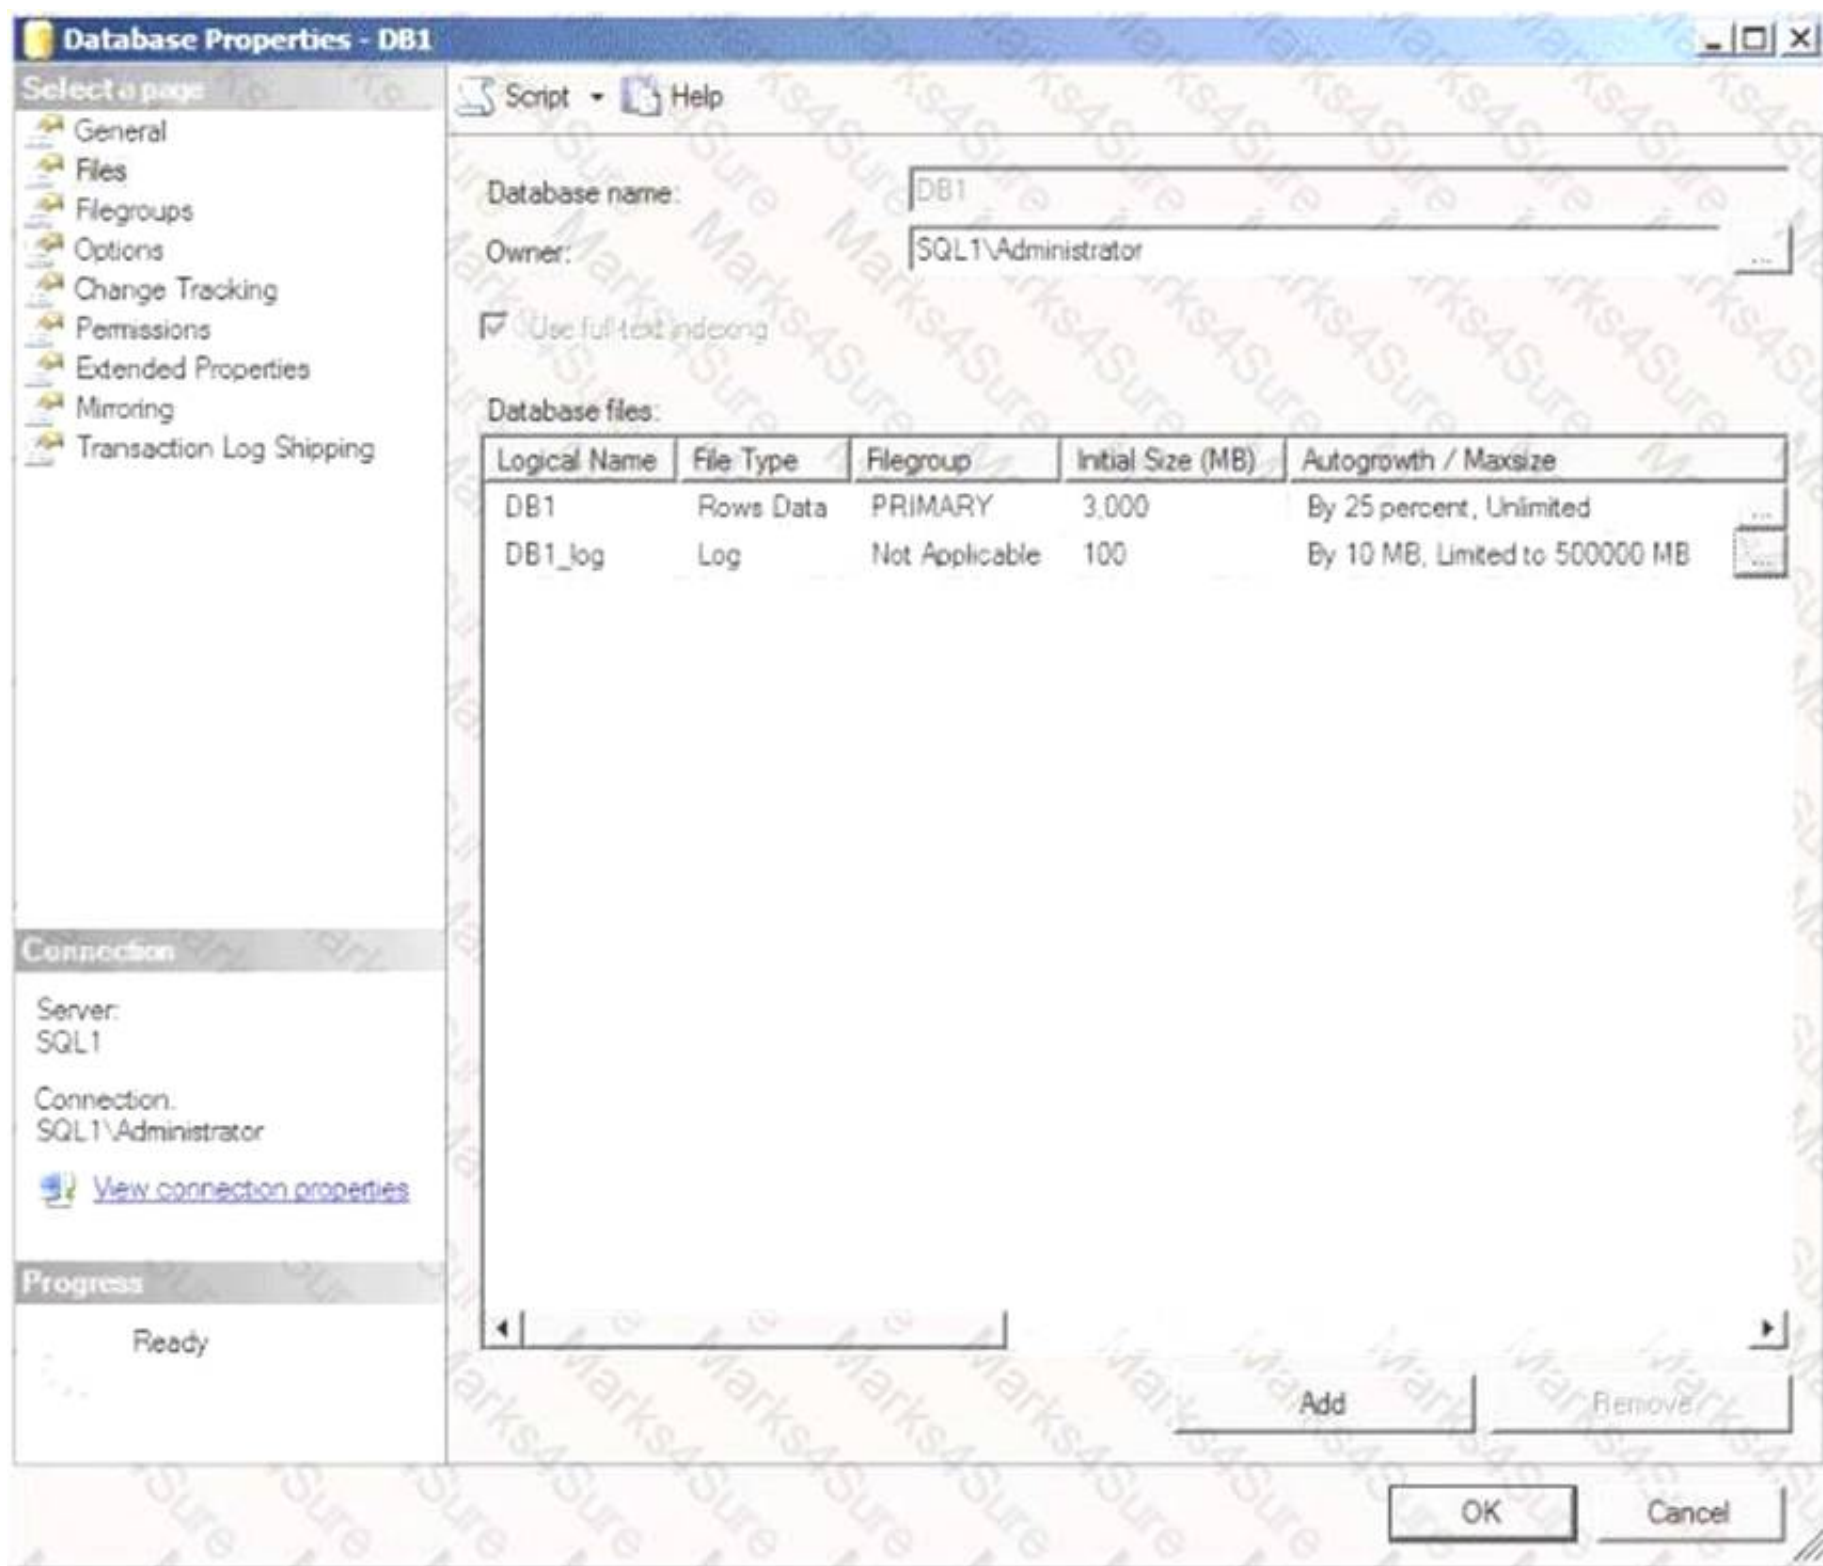 Database Properties - DB1
Select a page
General
Files
Filegroups
Options
Change Tracking
Permissions
Extended Properties
Mirroring
Transaction Log Shipping
Connection
Server:
SQL1
Connection.
SQL1\Administrator
View connection properties
Progress
Ready
Script Help
Database name: DB1
Owner: SQL1\Administrator ...
Use full-text indexing
Database files:
Logical Name File Type Filegroup Initial Size (MB) Autogrowth / Maxsize
DB1 Rows Data PRIMARY 3,000 By 25 percent, Unlimited ...
DB1_log Log Not Applicable 100 By 10 MB, Limited to 500000 MB ...
Add Remove
OK Cancel
Marks4Sure